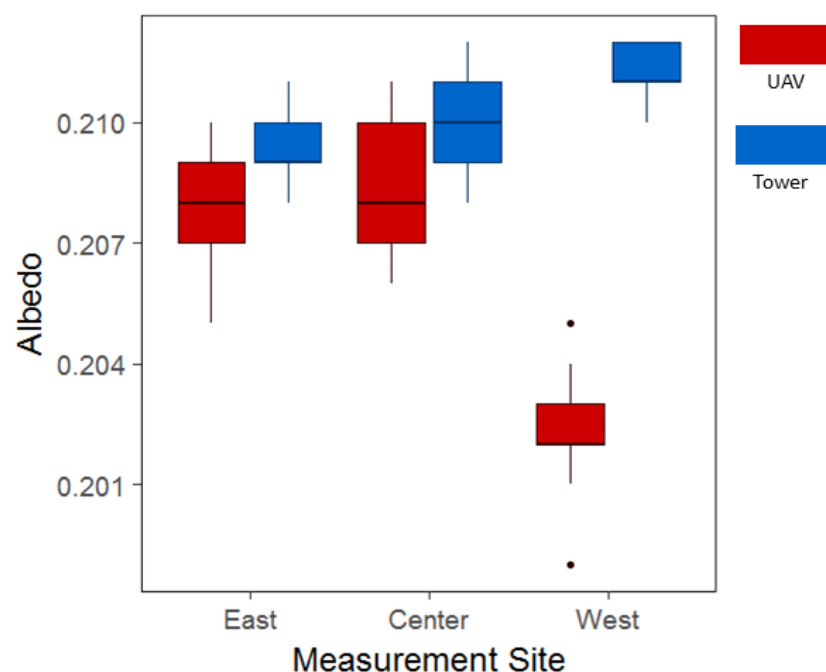 UAV
Tower
0.210
0.207
0.204
0.201
Albedo
East Center West
Measurement Site